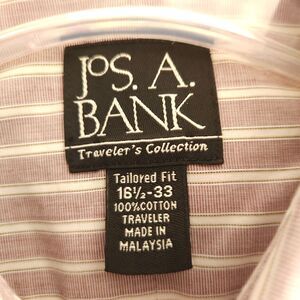 JOS. A.
BANK
Traveler's Collection
Tailored Fit
16½-33
100%COTTON
TRAVELER
MADE IN
MALAYSIA